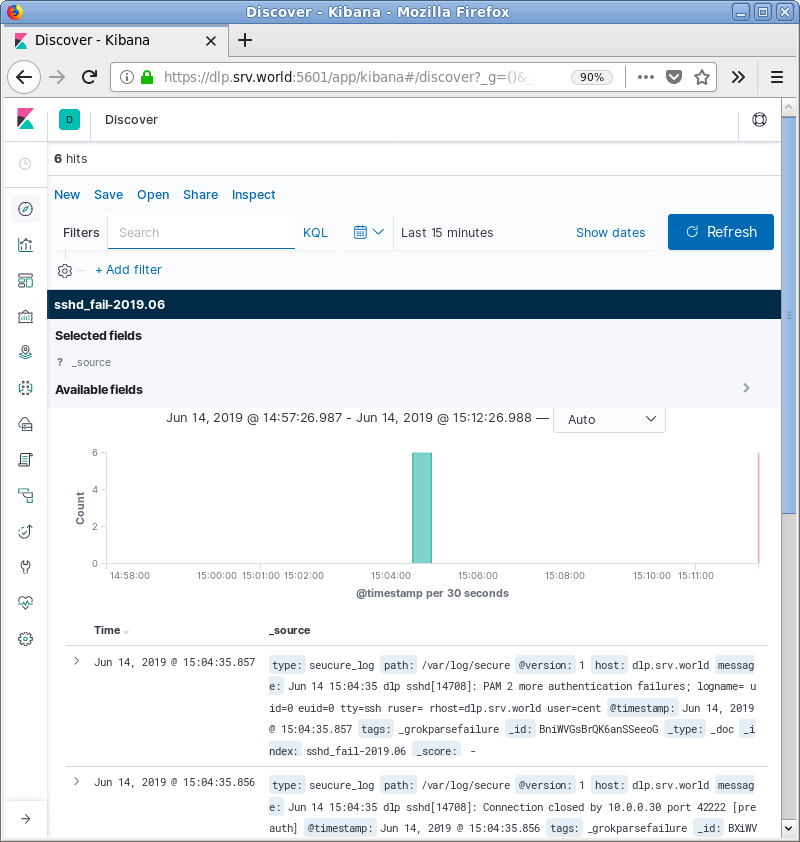 Discover - Kibana - Mozilla Firefox
Discover - Kibana
https://dlp.srv.world:5601/app/kibana#/discover?_g=()&_ 90%
D Discover
6 hits
New Save Open Share Inspect
Filters Search KQL Last 15 minutes Show dates Refresh
+ Add filter
sshd_fail-2019.06
Selected fields
? _source
Available fields
Jun 14, 2019 @ 14:57:26.987 - Jun 14, 2019 @ 15:12:26.988 — Auto
6
4
2
0
Count
14:58:00 15:00:00 15:01:00 15:02:00 15:04:00 15:06:00 15:08:00 15:10:00 15:11:00
@timestamp per 30 seconds
Time _source
Jun 14, 2019 @ 15:04:35.857 type: seucure_log path: /var/log/secure @version: 1 host: dlp.srv.world messag
e: Jun 14 15:04:35 dlp sshd[14708]: PAM 2 more authentication failures; logname= u
id=0 euid=0 tty=ssh ruser= rhost=dlp.srv.world user=cent @timestamp: Jun 14, 2019
@ 15:04:35.857 tags: _grokparsefailure _id: BniWVGsBrQK6anSSeeoG _type: _doc _i
ndex: sshd_fail-2019.06 _score: -
Jun 14, 2019 @ 15:04:35.856 type: seucure_log path: /var/log/secure @version: 1 host: dlp.srv.world messag
e: Jun 14 15:04:35 dlp sshd[14708]: Connection closed by 10.0.0.30 port 42222 [pre
auth] @timestamp: Jun 14, 2019 @ 15:04:35.856 tags: _grokparsefailure _id: BXiWV